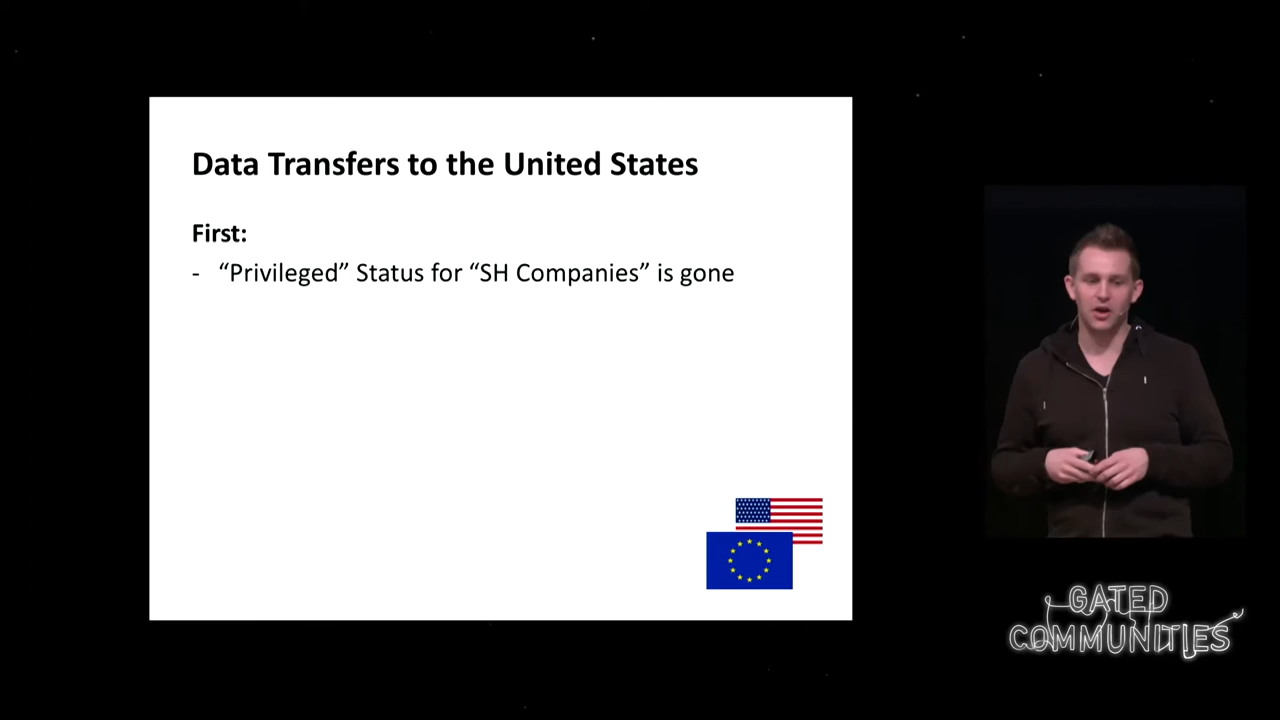 Data Transfers to the United States
First:
- “Privileged” Status for “SH Companies” is gone
GATED
COMMUNITIES